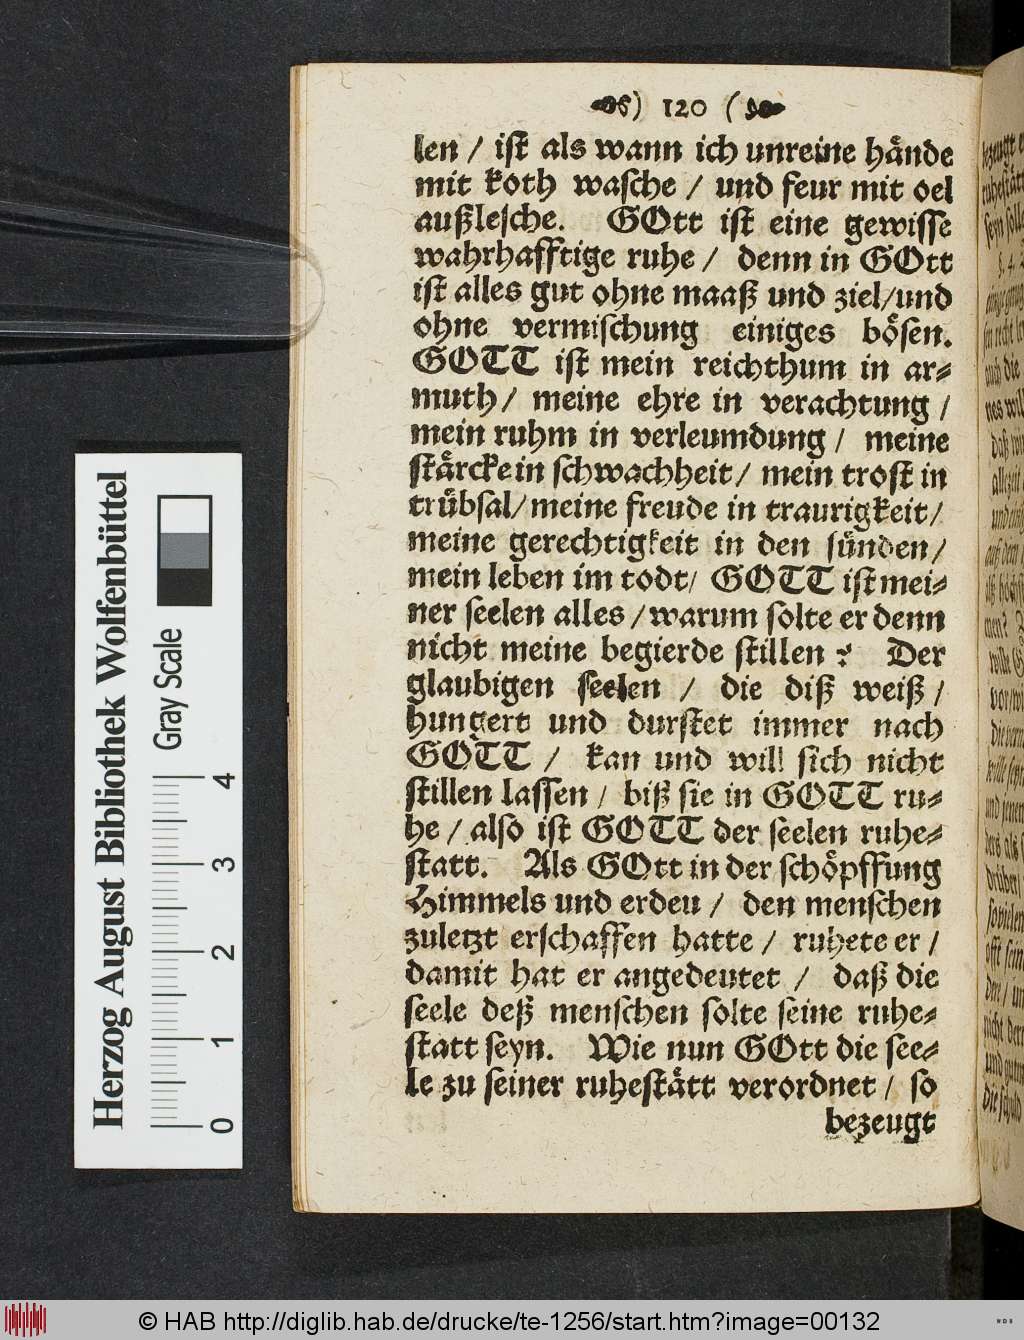 ) 120 (
len / ist als wann ich unreine hände
mit koth wasche / und feur mit oel
außlesche. GOtt ist eine gewisse
wahrhafftige ruhe / denn in GOtt
ist alles gut ohne maaß und ziel/und
ohne vermischung einiges bösen.
GOTT ist mein reichthum in ar-
muth / meine ehre in verachtung /
mein ruhm in verleumdung / meine
stärcke in schwachheit / mein trost in
trübsal/ meine freude in traurigkeit/
meine gerechtigkeit in den sünden/
mein leben im todt/ GOTT ist mei-
ner seelen alles / warum solte er denn
nicht meine begierde stillen ? Der
glaubigen seelen / die diß weiß /
hungert und durstet immer nach
GOTT / kan und will sich nicht
stillen lassen / biß sie in GOTT ru-
he / also ist GOTT der seelen ruhe-
statt. Als GOtt in der schöpffung
Himmels und erdeu / den menschen
zuletzt erschaffen hatte / ruhete er /
damit hat er angedeutet / daß die
seele deß menschen solte seine ruhe-
statt seyn. Wie nun GOtt die see-
le zu seiner ruhestätt verordnet / so
bezeugt
Herzog August Bibliothek Wolfenbüttel
Gray Scale
0 1 2 3 4
© HAB http://diglib.hab.de/drucke/te-1256/start.htm?image=00132